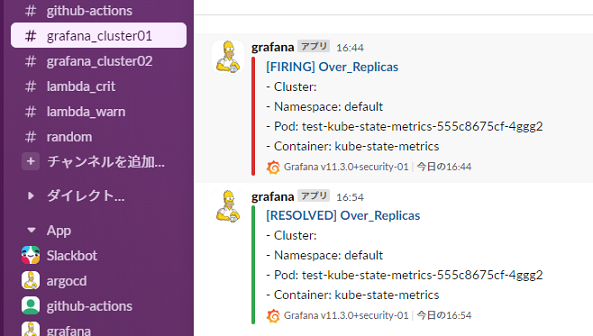 # github-actions
# grafana_cluster01
# grafana_cluster02
# lambda_crit
# lambda_warn
# random
+ チャンネルを追加...
ダイレクト...
App
Slackbot
argocd
github-actions
grafana
grafana アプリ 16:44
[FIRING] Over_Replicas
- Cluster:
- Namespace: default
- Pod: test-kube-state-metrics-555c8675cf-4ggg2
- Container: kube-state-metrics
Grafana v11.3.0+security-01 | 今日の16:44
grafana アプリ 16:54
[RESOLVED] Over_Replicas
- Cluster:
- Namespace: default
- Pod: test-kube-state-metrics-555c8675cf-4ggg2
- Container: kube-state-metrics
Grafana v11.3.0+security-01 | 今日の16:54